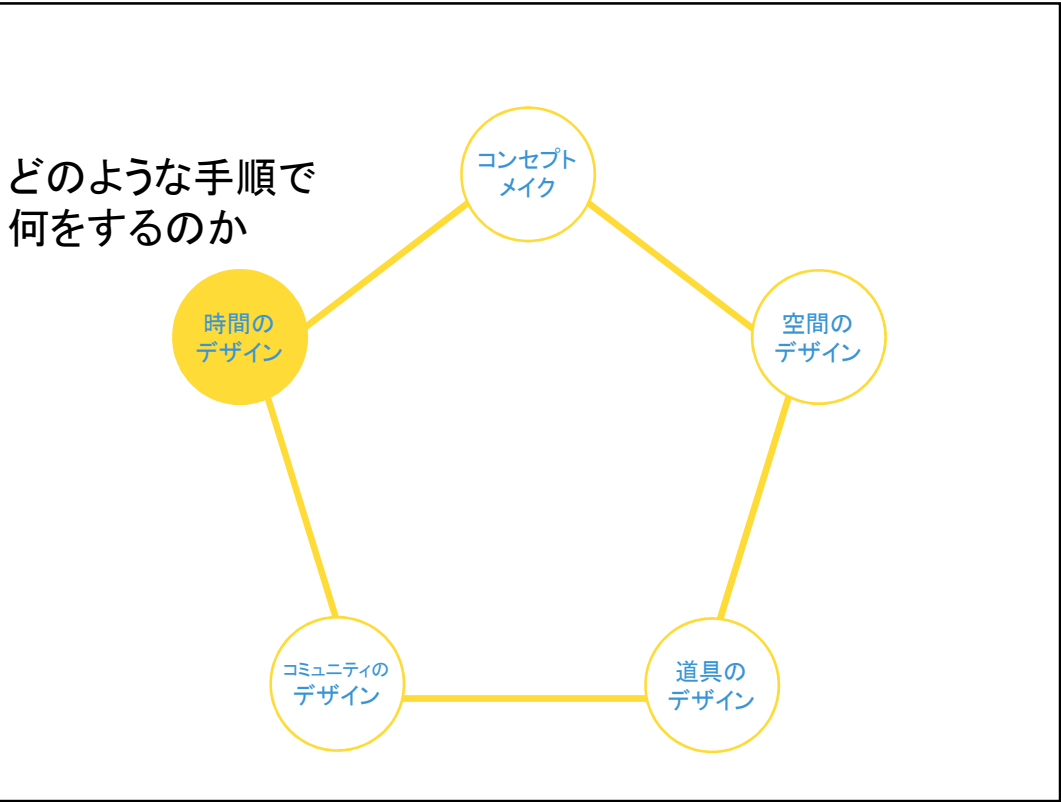 どのような手順で
何をするのか
コンセプト
メイク
時間の
デザイン
空間の
デザイン
コミュニティの
デザイン
道具の
デザイン